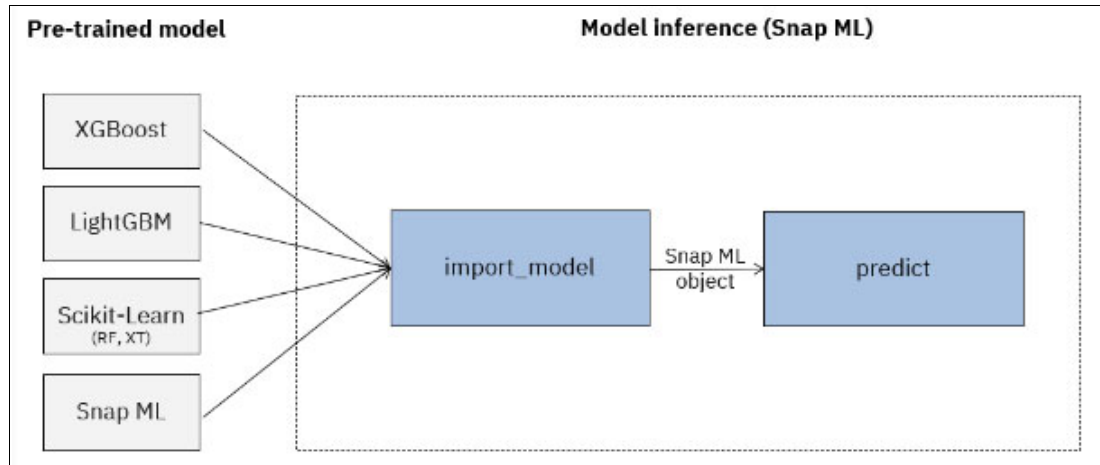 Pre-trained model
Model inference (Snap ML)
XGBoost
LightGBM
Scikit-Learn
(RF, XT)
Snap ML
import_model
Snap ML
object
predict